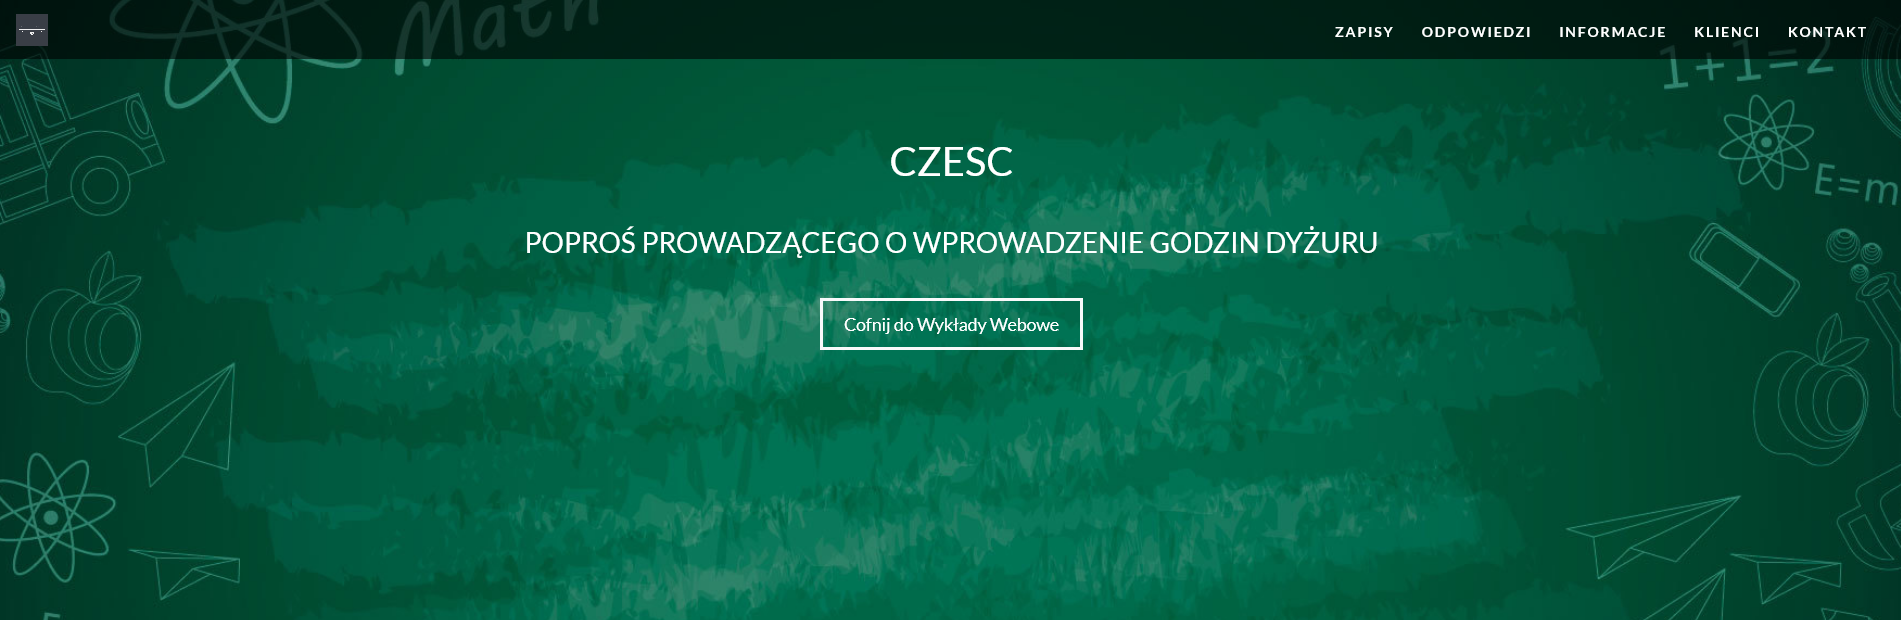 Math
ZAPISY ODPOWIEDZI INFORMACJE KLIENCI KONTAKT
1+1=2
CZESC
E=m
POPROŚ PROWADZĄCEGO O WPROWADZENIE GODZIN DYŻURU
Cofnij do Wykłady Webowe